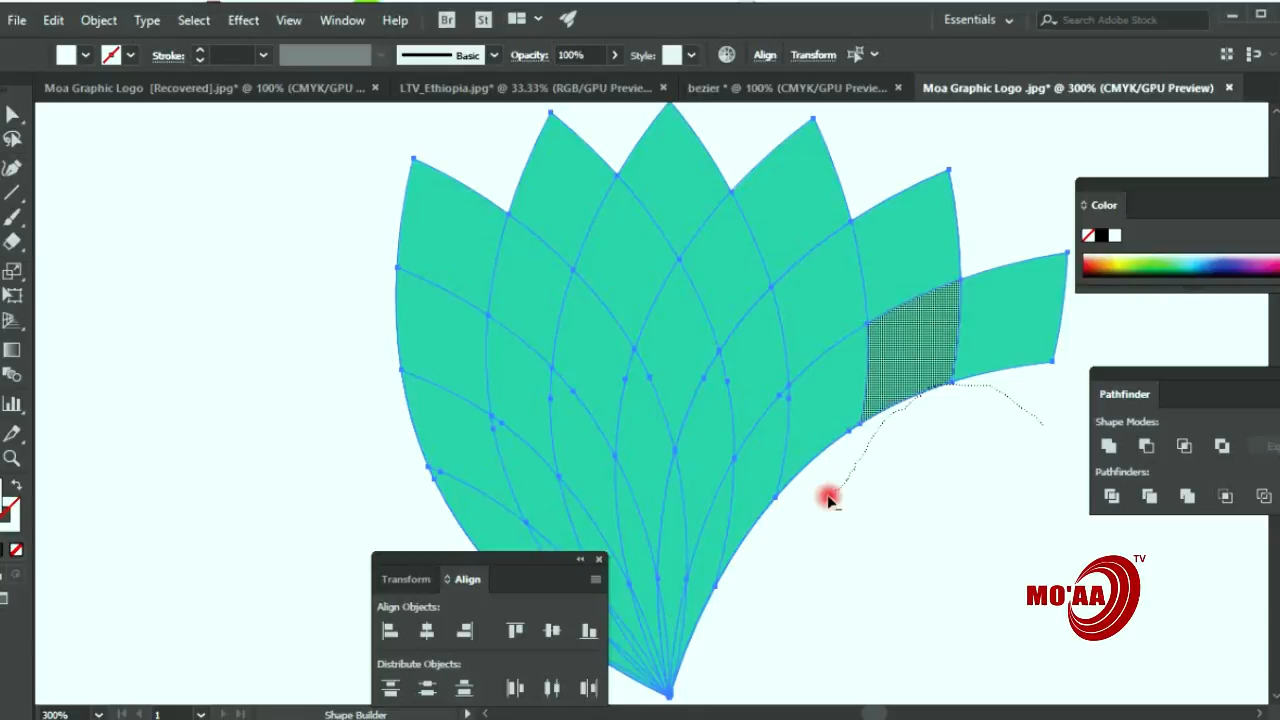 File Edit Object Type Select Effect View Window Help Br St Essentials Search Adobe Stock
Stroke: Basic Opacity: 100% Style: Align Transform
Moa Graphic Logo [Recovered].jpg* @ 100% (CMYK/GPU ... × LTV_Ethiopia.jpg* @ 33.33% (RGB/GPU Previe... × bezier * @ 100% (CMYK/GPU Previe... × Moa Graphic Logo .jpg* @ 300% (CMYK/GPU Preview) ×
Color
Pathfinder
Shape Modes:
Pathfinders:
Transform Align
Align Objects:
Distribute Objects:
TV
MO'AA
300% 1 Shape Builder